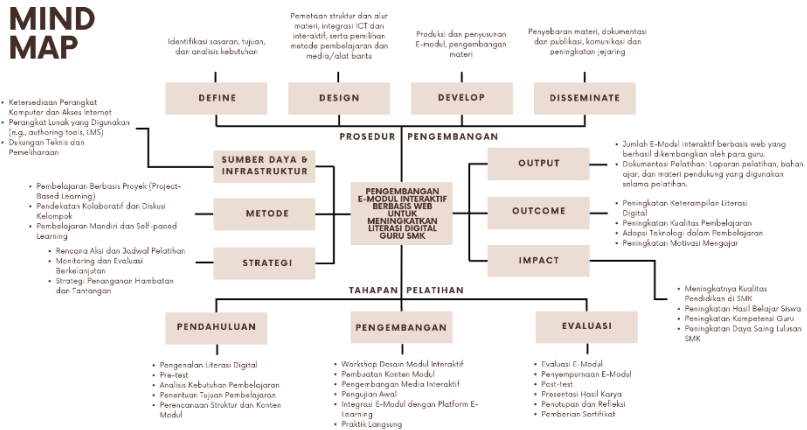 MIND
MAP
Identifikasi sasaran, tujuan,
dan analisis kebutuhan
Pemetaan struktur dan alur
materi, integrasi ICT dan
interaktif, serta pemilihan
metode pembelajaran dan
media/alat bantu
Produksi dan penyusunan
E-modul, pengembangan
materi
Penyebaran materi, dokumentasi
dan publikasi, komunikasi dan
peningkatan jejaring
DEFINE
DESIGN
DEVELOP
DISSEMINATE
PROSEDUR PENGEMBANGAN
• Ketersediaan Perangkat
Komputer dan Akses Internet
• Perangkat Lunak yang Digunakan
(e.g., authoring tools, LMS)
• Dukungan Teknis dan
Pemeliharaan
SUMBER DAYA &
INFRASTRUKTUR
• Pembelajaran Berbasis Proyek (Project-
Based Learning)
• Pendekatan Kolaboratif dan Diskusi
Kelompok
• Pembelajaran Mandiri dan Self-paced
Learning
METODE
• Rencana Aksi dan Jadwal Pelatihan
• Monitoring dan Evaluasi
Berkelanjutan
• Strategi Penanganan Hambatan
dan Tantangan
STRATEGI
PENGEMBANGAN
E-MODUL INTERAKTIF
BERBASIS WEB
UNTUK
MENINGKATKAN
LITERASI DIGITAL
GURU SMK
OUTPUT
• Jumlah E-Modul interaktif berbasis web yang
berhasil dikembangkan oleh para guru.
• Dokumentasi Pelatihan: Laporan pelatihan, bahan
ajar, dan materi pendukung yang digunakan
selama pelatihan.
OUTCOME
• Peningkatan Keterampilan Literasi
Digital
• Peningkatan Kualitas Pembelajaran
• Adopsi Teknologi dalam Pembelajaran
• Peningkatan Motivasi Mengajar
IMPACT
• Meningkatnya Kualitas
Pendidikan di SMK
• Peningkatan Hasil Belajar Siswa
• Peningkatan Kompetensi Guru
• Peningkatan Daya Saing Lulusan
SMK
TAHAPAN PELATIHAN
PENDAHULUAN
PENGEMBANGAN
EVALUASI
• Pengenalan Literasi Digital
• Pre-test
• Analisis Kebutuhan Pembelajaran
• Penentuan Tujuan Pembelajaran
• Perencanaan Struktur dan Konten
Modul
• Workshop Desain Modul Interaktif
• Pembuatan Konten Modul
• Pengembangan Media Interaktif
• Pengujian Awal
• Integrasi E-Modul dengan Platform E-
Learning
• Praktik Langsung
• Evaluasi E-Modul
• Penyempurnaan E-Modul
• Post-test
• Presentasi Hasil Karya
• Penutupan dan Refleksi
• Pemberian Sertifikat